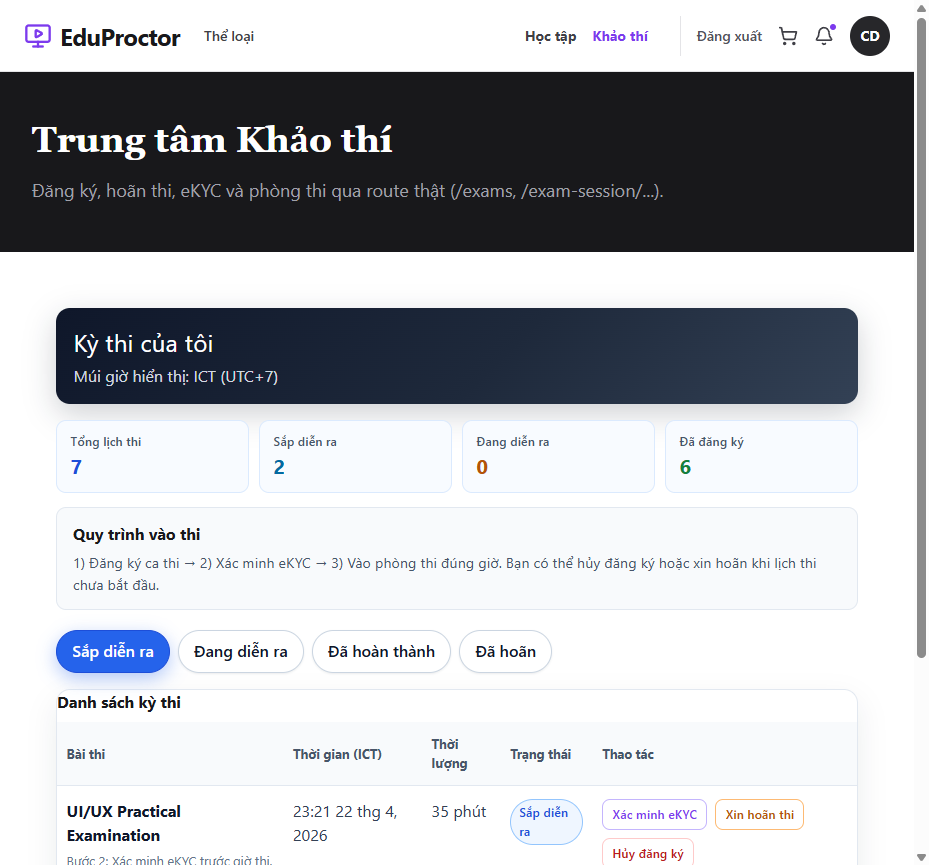 EduProctor Thể loại Học tập Khảo thí Đăng xuất CD
Trung tâm Khảo thí
Đăng ký, hoãn thi, eKYC và phòng thi qua route thật (/exams, /exam-session/...).
Kỳ thi của tôi
Múi giờ hiển thị: ICT (UTC+7)
Tổng lịch thi Sắp diễn ra Đang diễn ra Đã đăng ký
7 2 0 6
Quy trình vào thi
1) Đăng ký ca thi → 2) Xác minh eKYC → 3) Vào phòng thi đúng giờ. Bạn có thể hủy đăng ký hoặc xin hoãn khi lịch thi
chưa bắt đầu.
Sắp diễn ra Đang diễn ra Đã hoàn thành Đã hoãn
Danh sách kỳ thi
Bài thi Thời gian (ICT) Thời lượng Trạng thái Thao tác
UI/UX Practical Examination
Bước 2: Xác minh eKYC trước giờ thi.
23:21 22 thg 4, 2026
35 phút
Sắp diễn ra
Xác minh eKYC Xin hoãn thi
Hủy đăng ký